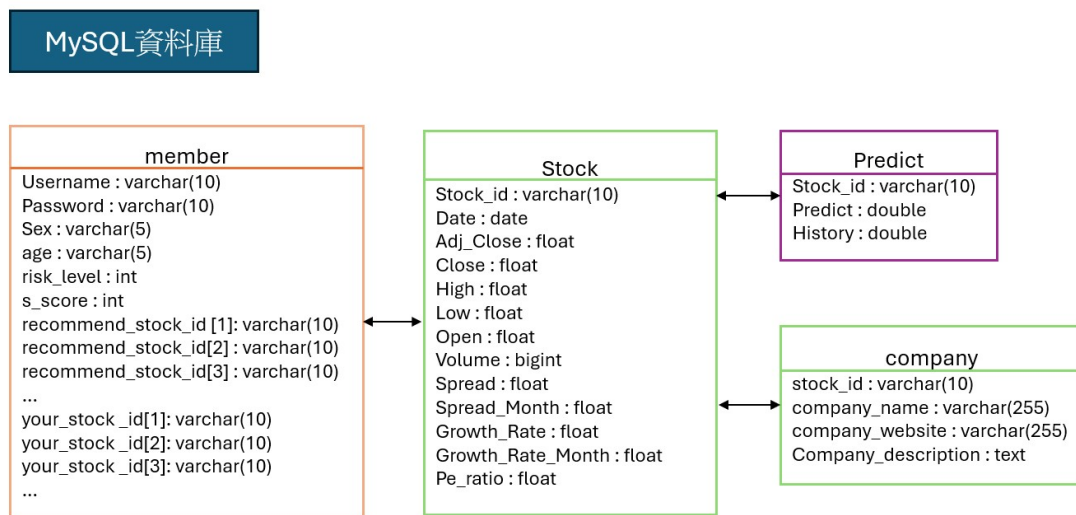 MySQL資料庫
member
Username : varchar(10)
Password : varchar(10)
Sex : varchar(5)
age : varchar(5)
risk_level : int
s_score : int
recommend_stock_id [1]: varchar(10)
recommend_stock_id[2] : varchar(10)
recommend_stock_id[3] : varchar(10)
...
your_stock _id[1]: varchar(10)
your_stock _id[2]: varchar(10)
your_stock _id[3]: varchar(10)
...
Stock
Stock_id : varchar(10)
Date : date
Adj_Close : float
Close : float
High : float
Low : float
Open : float
Volume : bigint
Spread : float
Spread_Month : float
Growth_Rate : float
Growth_Rate_Month : float
Pe_ratio : float
Predict
Stock_id : varchar(10)
Predict : double
History : double
company
stock_id : varchar(10)
company_name : varchar(255)
company_website : varchar(255)
Company_description : text